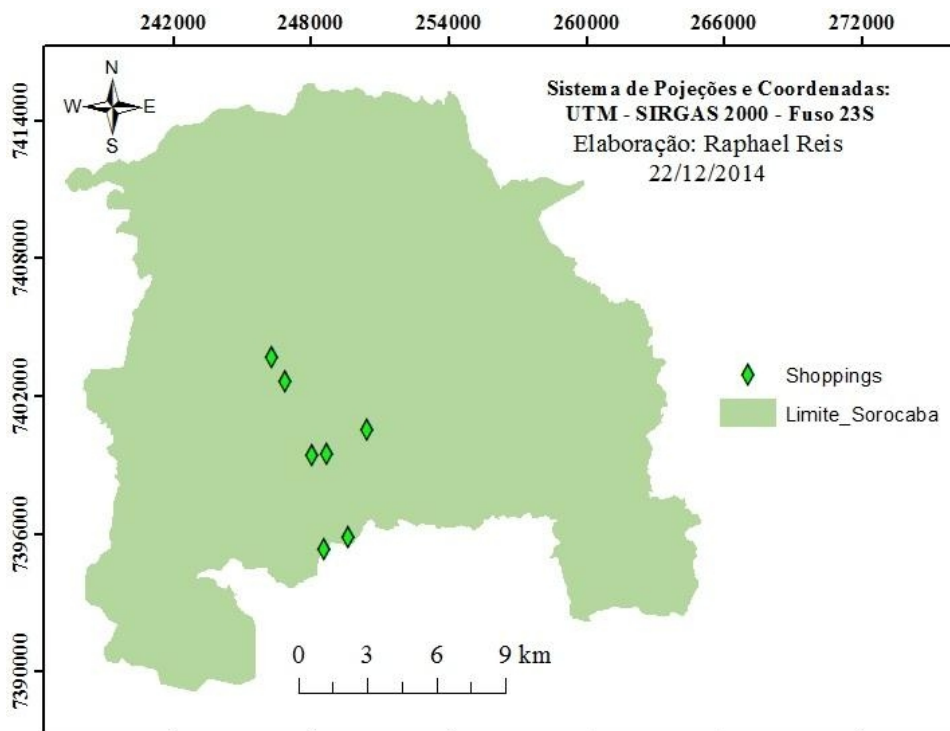 242000 248000 254000 260000 266000 272000
N
W E
S
Sistema de Pojeções e Coordenadas:
UTM - SIRGAS 2000 - Fuso 23S
Elaboração: Raphael Reis
22/12/2014
7414000
7408000
7402000
7396000
7390000
Shoppings
Limite_Sorocaba
0 3 6 9 km